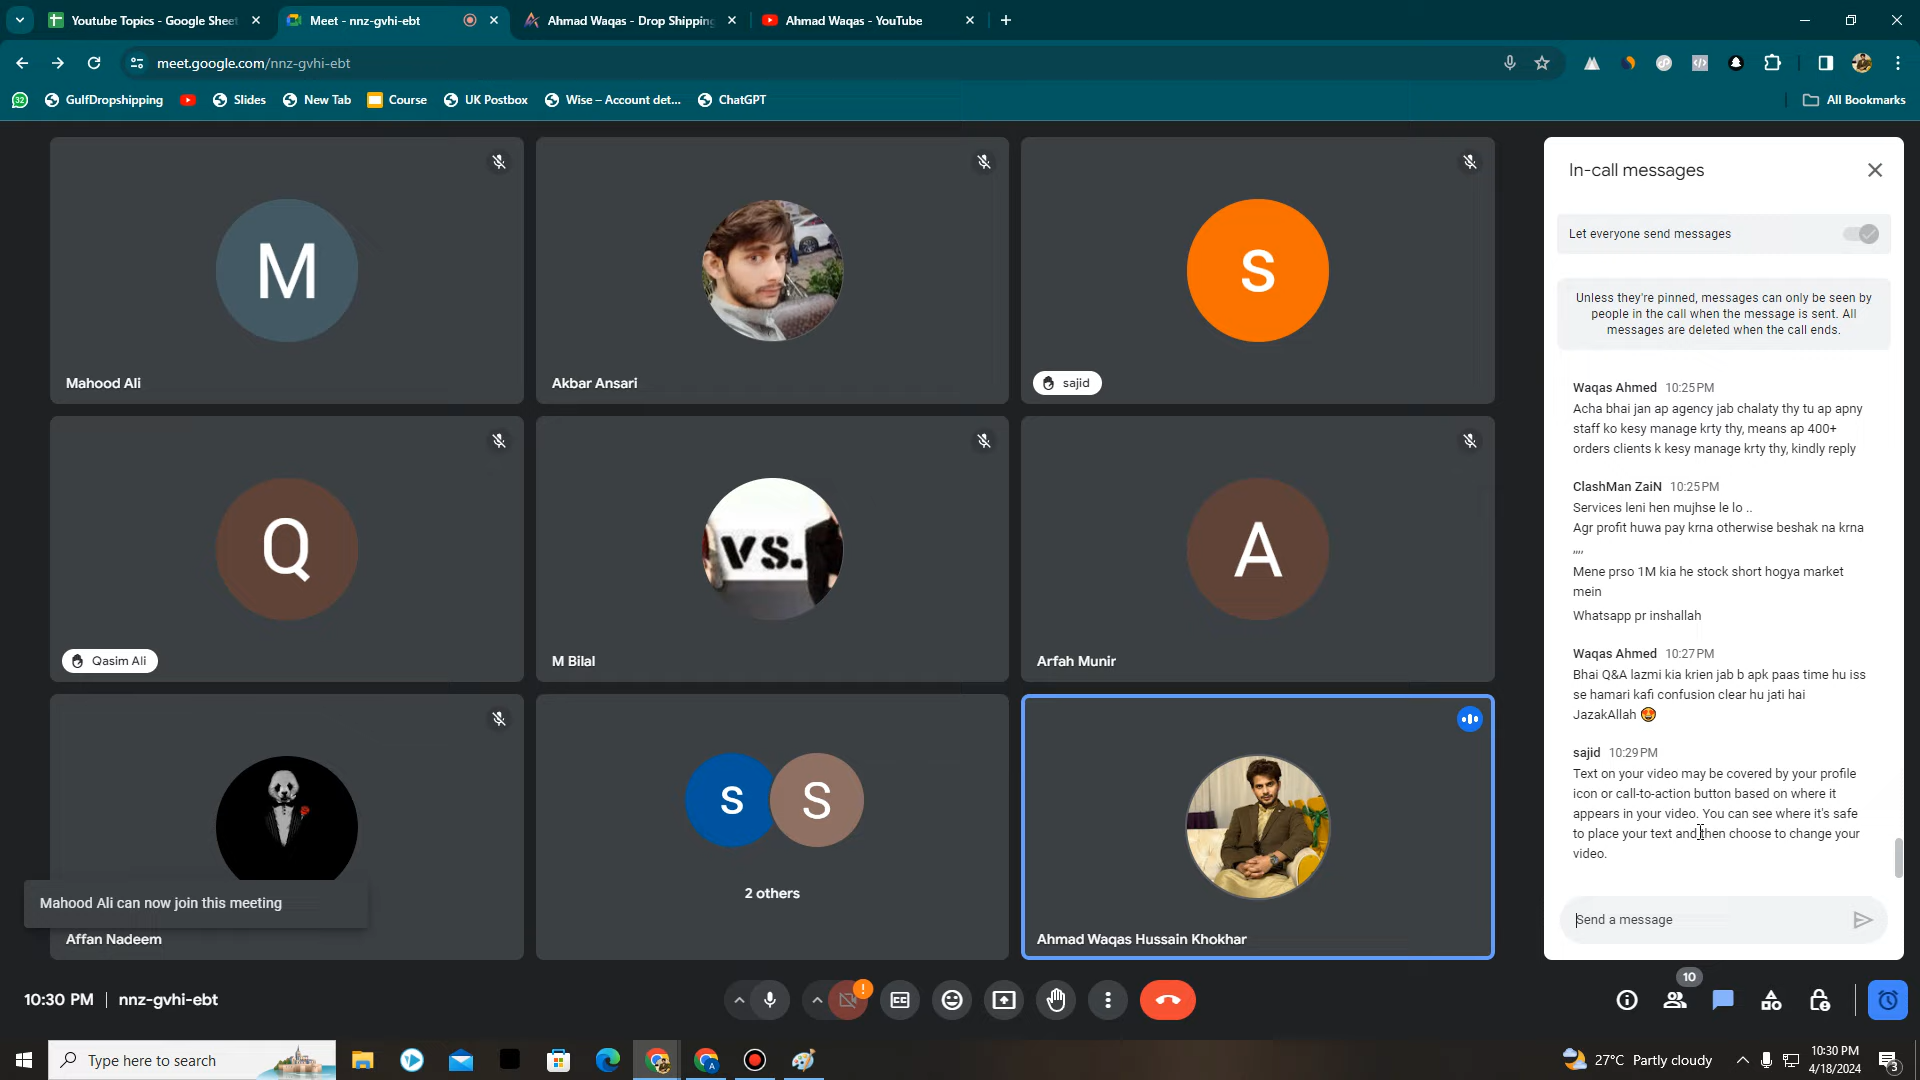 Youtube Topics - Google Sheet
Meet - nnz-gvhi-ebt
Ahmad Waqas - Drop Shipping
Ahmad Waqas - YouTube
meet.google.com/nnz-gvhi-ebt
32
GulfDropshipping
Slides
New Tab
Course
UK Postbox
Wise – Account det...
ChatGPT
All Bookmarks
M
Mahood Ali
Akbar Ansari
S
sajid
Q
Qasim Ali
VS.
M Bilal
A
Arfah Munir
Mahood Ali can now join this meeting
Affan Nadeem
S
S
2 others
Ahmad Waqas Hussain Khokhar
In-call messages
Let everyone send messages
Unless they're pinned, messages can only be seen by
people in the call when the message is sent. All
messages are deleted when the call ends.
Waqas Ahmed 10:25 PM
Acha bhai jan ap agency jab chalaty thy tu ap apny
staff ko kesy manage krty thy, means ap 400+
orders clients k kesy manage krty thy, kindly reply
ClashMan ZaiN 10:25 PM
Services leni hen mujhse le lo ..
Agr profit huwa pay krna otherwise beshak na krna
,,,,
Mene prso 1M kia he stock short hogya market
mein
Whatsapp pr inshallah
Waqas Ahmed 10:27 PM
Bhai Q&A lazmi kia krien jab b apk paas time hu iss
se hamari kafi confusion clear hu jati hai
JazakAllah 🤩
sajid 10:29 PM
Text on your video may be covered by your profile
icon or call-to-action button based on where it
appears in your video. You can see where it's safe
to place your text and then choose to change your
video.
Send a message
10:30 PM | nnz-gvhi-ebt
10
Type here to search
27°C Partly cloudy
10:30 PM
4/18/2024
3